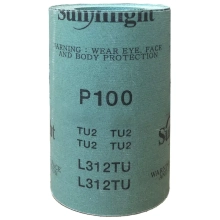 WARNING : WEAR EYE, FACE
AND BODY PROTECTION
P100
TU2 TU2
TU2 TU2
L312TU
L312TU